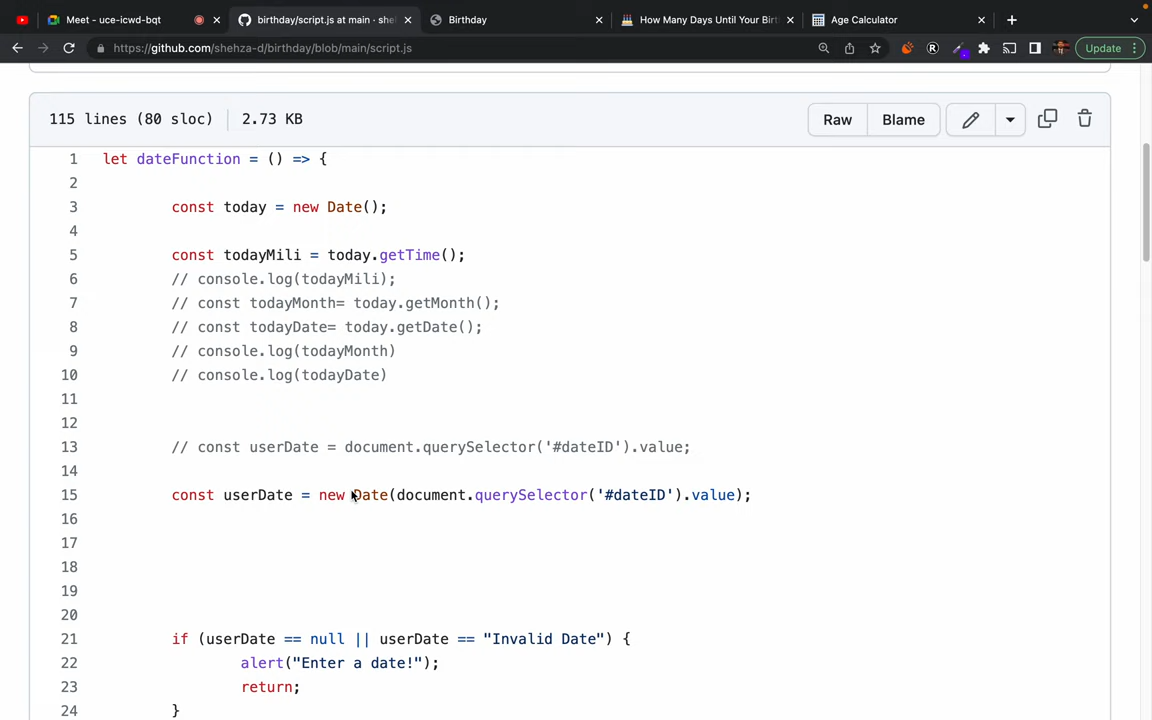 Meet - uce-icwd-bqt
birthday/script.js at main · she
Birthday
How Many Days Until Your Birt
Age Calculator
https://github.com/shehza-d/birthday/blob/main/script.js
Update
115 lines (80 sloc)
2.73 KB
Raw
Blame
1 let dateFunction = () => {
2
3 const today = new Date();
4
5 const todayMili = today.getTime();
6 // console.log(todayMili);
7 // const todayMonth= today.getMonth();
8 // const todayDate= today.getDate();
9 // console.log(todayMonth)
10 // console.log(todayDate)
11
12
13 // const userDate = document.querySelector('#dateID').value;
14
15 const userDate = new Date(document.querySelector('#dateID').value);
16
17
18
19
20
21 if (userDate == null || userDate == "Invalid Date") {
22 alert("Enter a date!");
23 return;
24 }